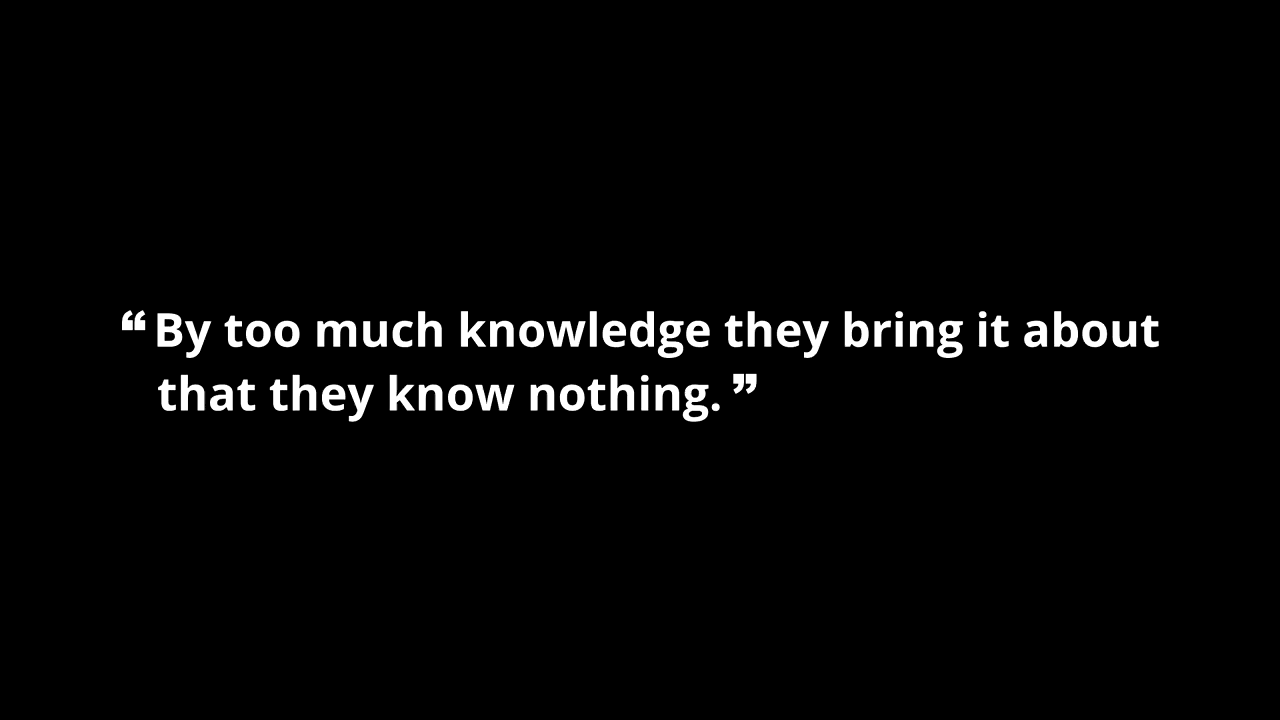 ❝ By too much knowledge they bring it about
that they know nothing. ❞